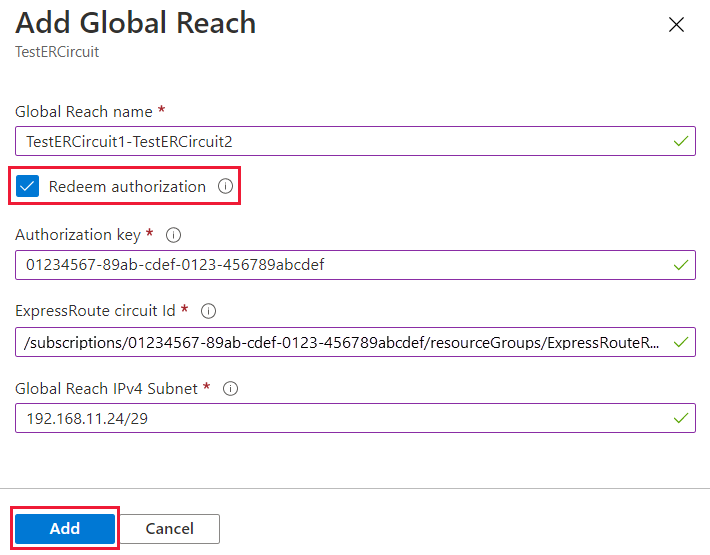 Add Global Reach
TestERCircuit
Global Reach name *
TestERCircuit1-TestERCircuit2
Redeem authorization
Authorization key *
01234567-89ab-cdef-0123-456789abcdef
ExpressRoute circuit Id *
/subscriptions/01234567-89ab-cdef-0123-456789abcdef/resourceGroups/ExpressRouteR...
Global Reach IPv4 Subnet *
192.168.11.24/29
Add Cancel